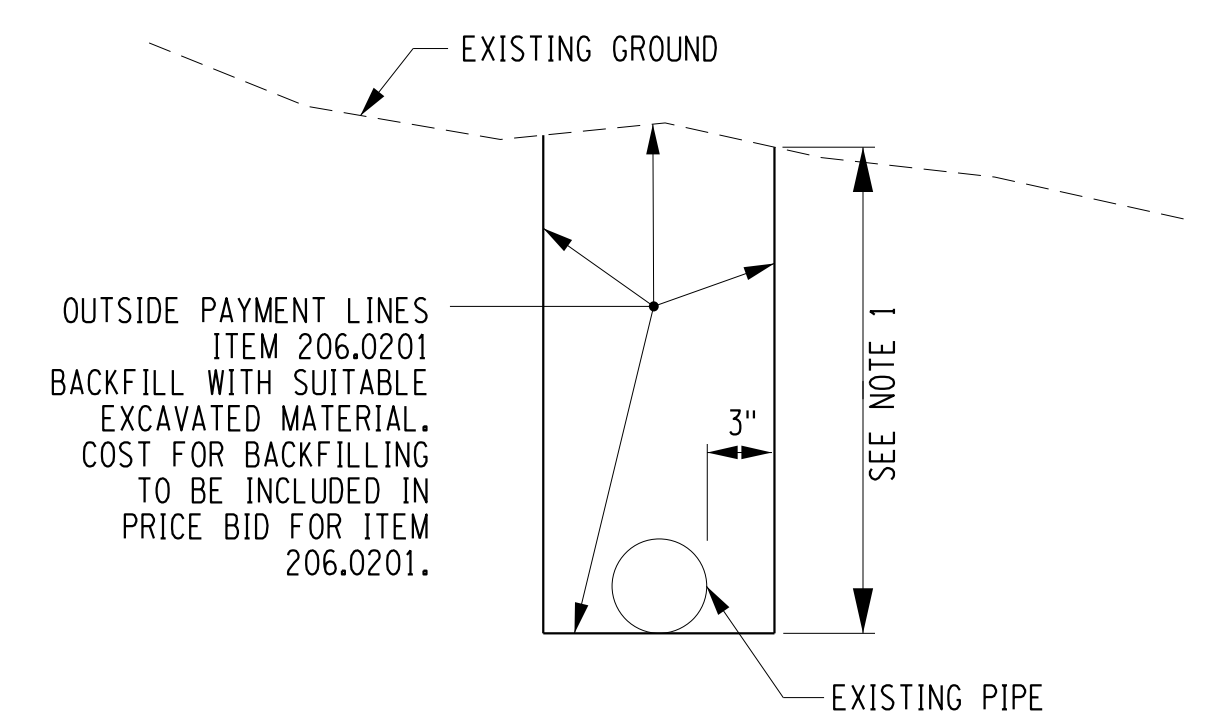 EXISTING GROUND
OUTSIDE PAYMENT LINES
ITEM 206.0201
BACKFILL WITH SUITABLE
EXCAVATED MATERIAL.
COST FOR BACKFILLING
TO BE INCLUDED IN
PRICE BID FOR ITEM
206.0201.
3"
SEE NOTE 1
EXISTING PIPE